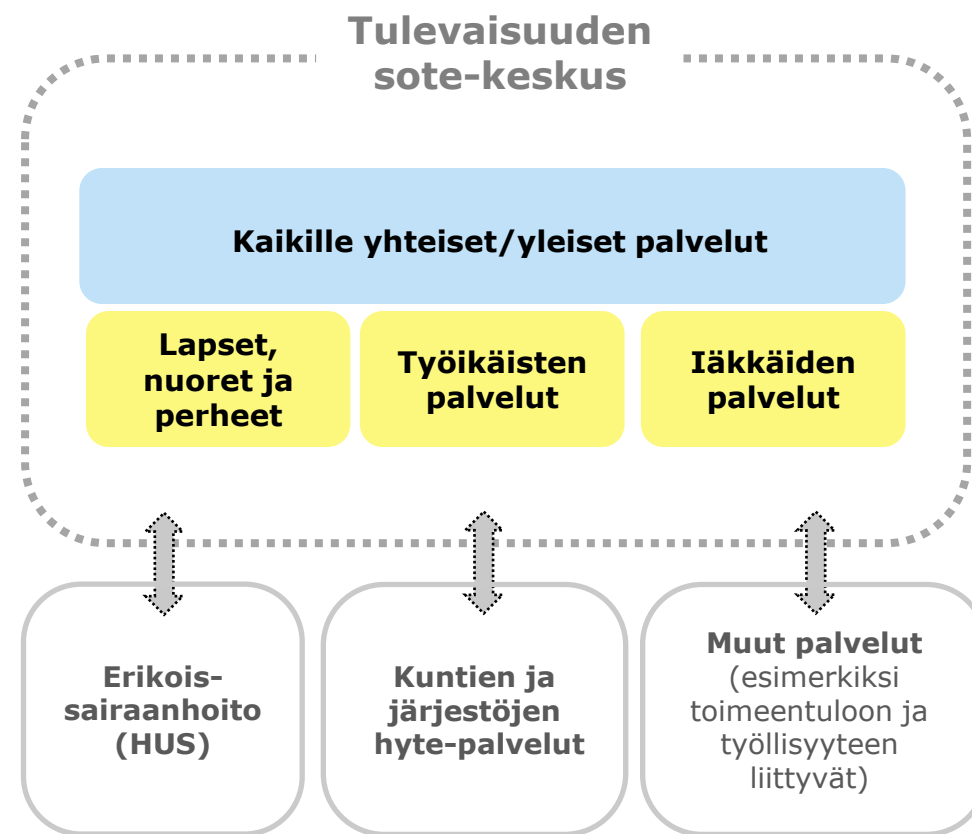 Tulevaisuuden
sote-keskus
Kaikille yhteiset/yleiset palvelut
Lapset,
nuoret ja
perheet
Työikäisten
palvelut
Iäkkäiden
palvelut
Erikois-
sairaanhoito
(HUS)
Kuntien ja
järjestöjen
hyte-palvelut
Muut palvelut
(esimerkiksi
toimeentuloon ja
työllisyyteen
liittyvät)